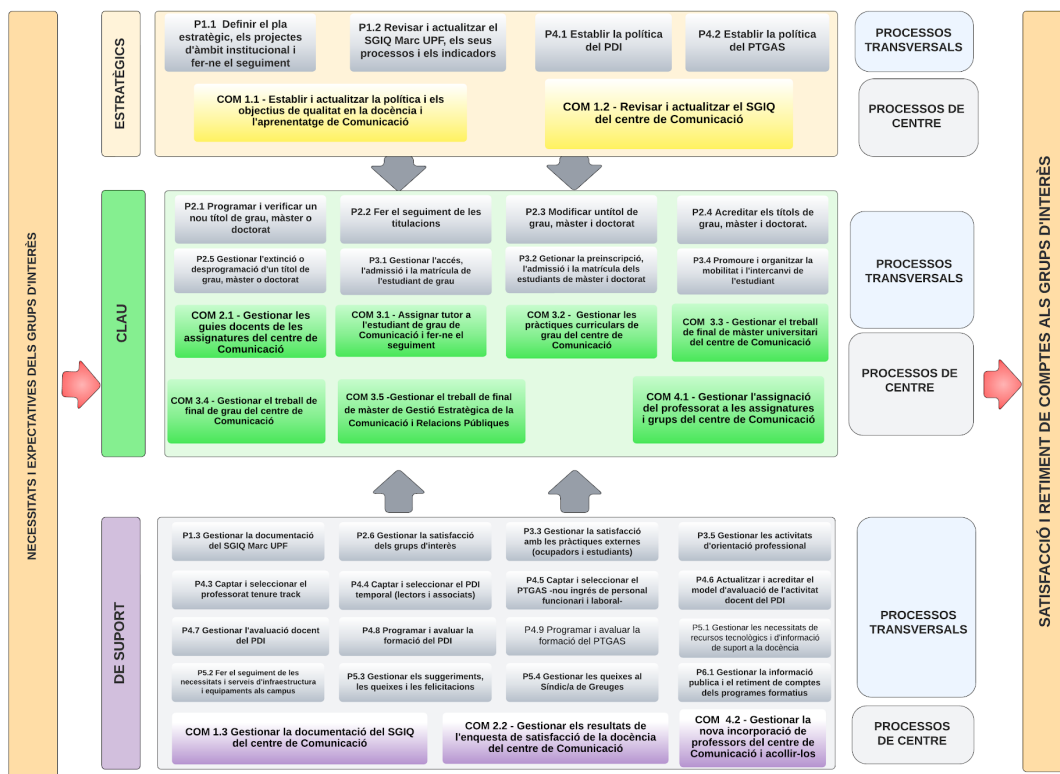 NECESSITATS I EXPECTATIVES DELS GRUPS D'INTERÈS
ESTRATÈGICS
P1.1 Definir el pla
estratègic, els projectes
d'àmbit institucional i
fer-ne el seguiment
P1.2 Revisar i actualitzar el
SGIQ Marc UPF, els seus
processos i els indicadors
P4.1 Establir la política
del PDI
P4.2 Establir la política
del PTGAS
PROCESSOS
TRANSVERSALS
COM 1.1 - Establir i actualitzar la política i els
objectius de qualitat en la docència i
l'aprenentatge de Comunicació
COM 1.2 - Revisar i actualitzar el SGIQ
del centre de Comunicació
PROCESSOS DE
CENTRE
CLAU
P2.1 Programar i verificar un
nou títol de grau, màster o
doctorat
P2.2 Fer el seguiment de les
titulacions
P2.3 Modificar untítol de
grau, màster i doctorat
P2.4 Acreditar els títols de
grau, màster i doctorat.
P2.5 Gestionar l'extinció o
desprogramació d'un títol de
grau, màster o doctorat
P3.1 Gestionar l'accés,
l'admissió i la matrícula de
l'estudiant de grau
P3.2 Getionar la preinscripció,
l'admissió i la matrícula dels
estudiants de màster i doctorat
P3.4 Promoure i organitzar la
mobilitat i l'intercanvi de
l'estudiant
PROCESSOS
TRANSVERSALS
COM 2.1 - Gestionar les
guies docents de les
assignatures del centre de
Comunicació
COM 3.1 - Assignar tutor a
l'estudiant de grau de
Comunicació i fer-ne el
seguiment
COM 3.2 - Gestionar les
pràctiques curriculars de
grau del centre de
Comunicació
COM 3.3 - Gestionar el treball
de final de màster universitari
del centre de Comunicació
COM 3.4 - Gestionar el treball de
final de grau del centre de
Comunicació
COM 3.5 -Gestionar el treball de final
de màster de Gestió Estratègica de la
Comunicació i Relacions Públiques
COM 4.1 - Gestionar l'assignació
del professorat a les assignatures
i grups del centre de Comunicació
PROCESSOS DE
CENTRE
DE SUPORT
P1.3 Gestionar la documentació
del SGIQ Marc UPF
P2.6 Gestionar la satisfacció
dels grups d'interès
P3.3 Gestionar la satisfacció
amb les pràctiques externes
(ocupadors i estudiants)
P3.5 Gestionar les activitats
d'orientació professional
P4.3 Captar i seleccionar el
professorat tenure track
P4.4 Captar i seleccionar el PDI
temporal (lectors i associats)
P4.5 Captar i seleccionar el
PTGAS -nou ingrés de personal
funcionari i laboral-
P4.6 Actualitzar i acreditar el
model d'avaluació de l'activitat
docent del PDI
P4.7 Gestionar l'avaluació docent
del PDI
P4.8 Programar i avaluar la
formació del PDI
P4.9 Programar i avaluar la
formació del PTGAS
P5.1 Gestionar les necessitats de
recursos tecnològics i d'informació
de suport a la docència
P5.2 Fer el seguiment de les
necessitats i serveis d'infraestructura
i equipaments als campus
P5.3 Gestionar els suggeriments,
les queixes i les felicitacions
P5.4 Gestionar les queixes al
Síndic/a de Greuges
P6.1 Gestionar la informació
publica i el retiment de comptes
dels programes formatius
PROCESSOS
TRANSVERSALS
COM 1.3 Gestionar la documentació del SGIQ
del centre de Comunicació
COM 2.2 - Gestionar els resultats de
l'enquesta de satisfacció de la docència
del centre de Comunicació
COM 4.2 - Gestionar la
nova incorporació de
professors del centre de
Comunicació i acollir-los
PROCESSOS
DE CENTRE
SATISFACCIÓ I RETIMENT DE COMPTES ALS GRUPS D'INTERÈS